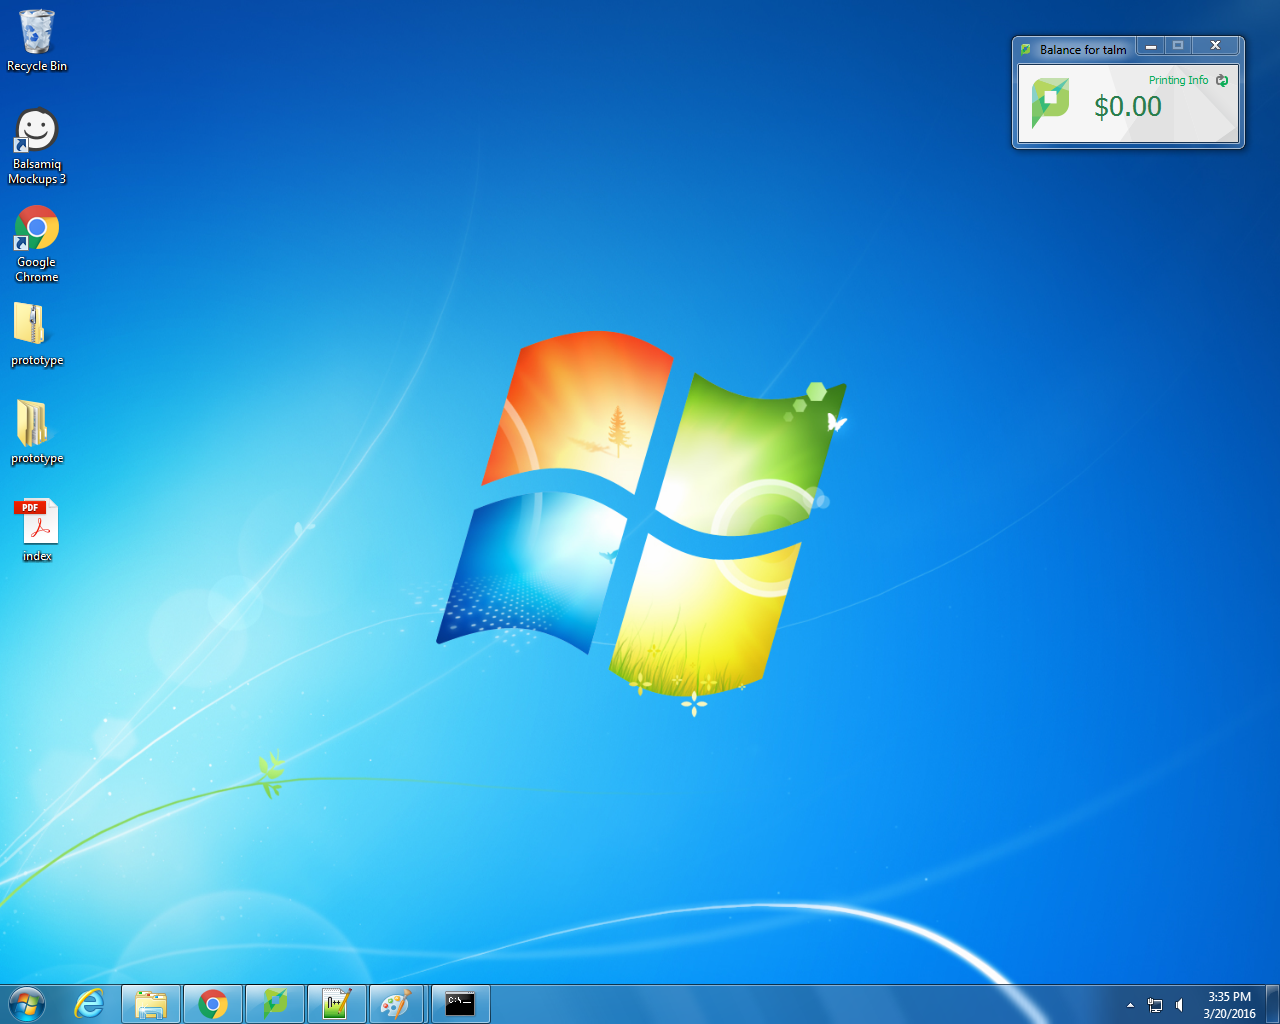 Recycle Bin
Balsamiq
Mockups 3
Google
Chrome
prototype
prototype
PDF
index
Balance for talm
Printing Info
$0.00
C:\_
3:35 PM
3/20/2016